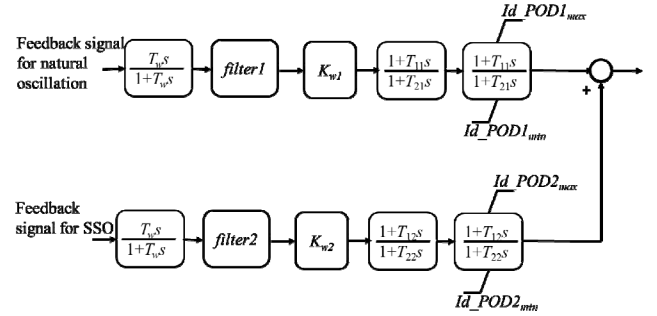 Id_POD1max
Feedback signal
for natural
oscillation
Tws
1+Tws
filter1
Kw1
1+T11s
1+T21s
1+T11s
1+T21s
+
Id_POD1min
Id_POD2max
Feedback
signal for SSO
Tws
1+Tws
filter2
Kw2
1+T12s
1+T22s
1+T12s
1+T22s
Id_POD2min